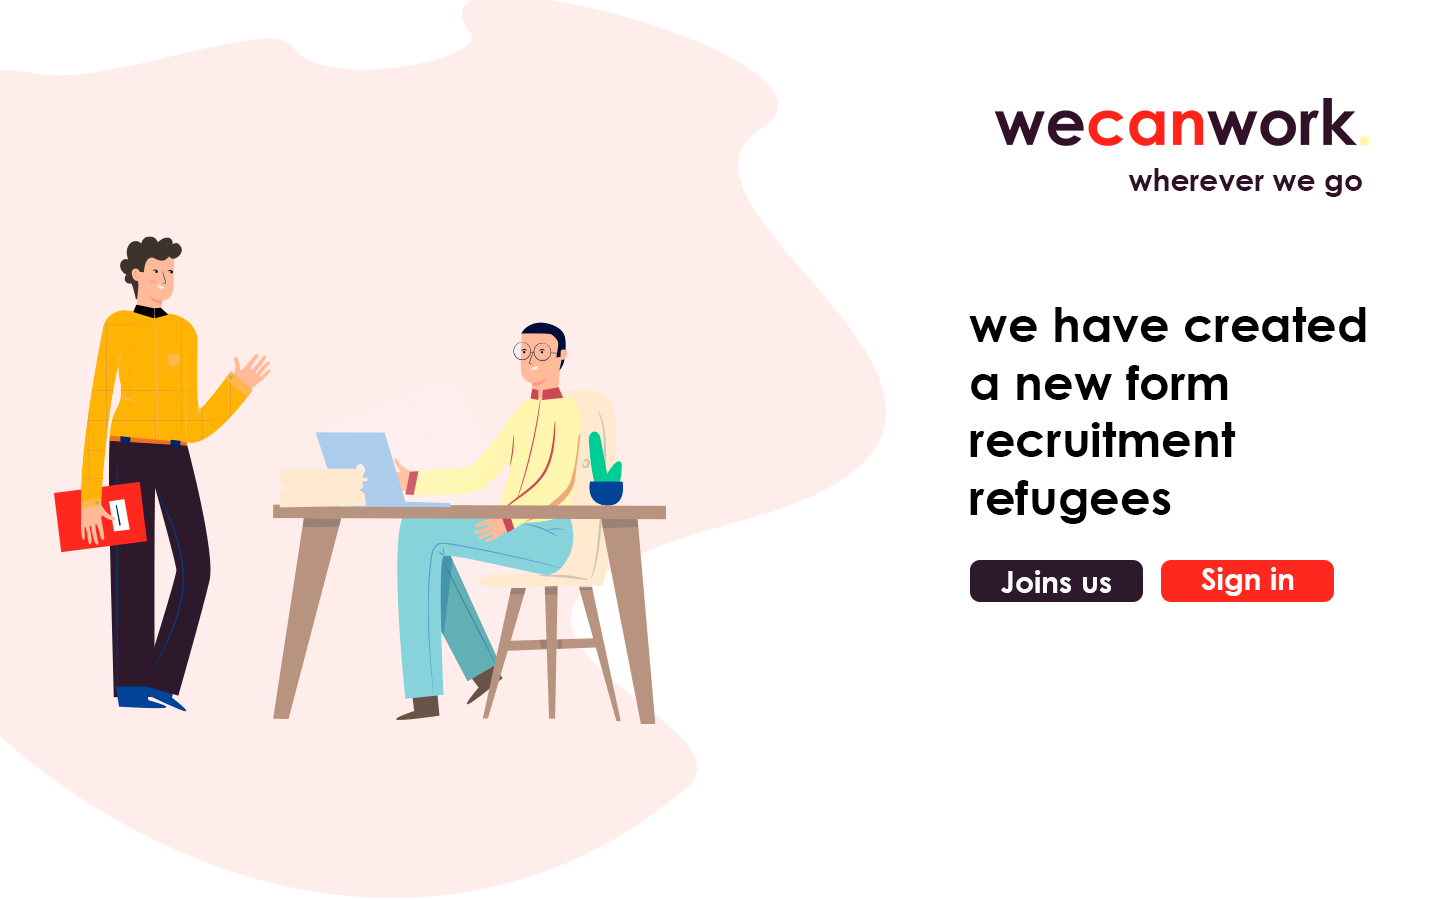 wecanwork.
wherever we go
we have created
a new form
recruitment
refugees
Joins us
Sign in